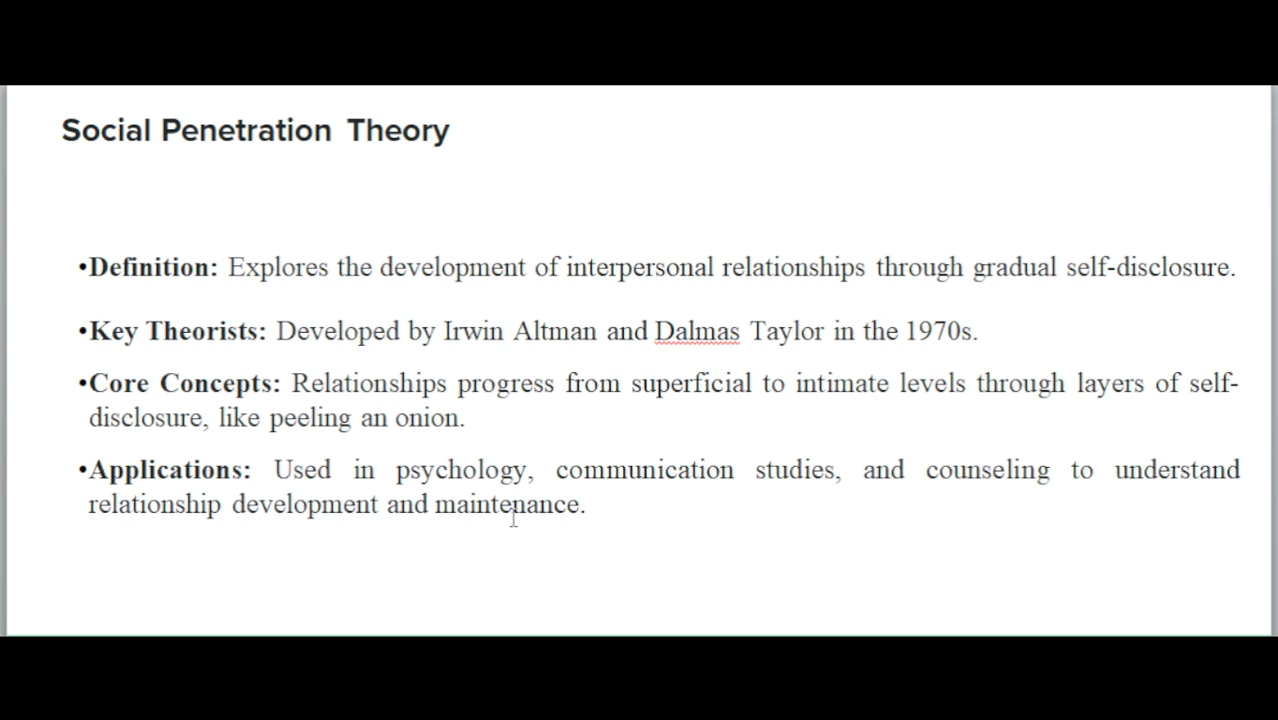 Social Penetration Theory
•Definition: Explores the development of interpersonal relationships through gradual self-disclosure.
•Key Theorists: Developed by Irwin Altman and Dalmas Taylor in the 1970s.
•Core Concepts: Relationships progress from superficial to intimate levels through layers of self-
disclosure, like peeling an onion.
•Applications: Used in psychology, communication studies, and counseling to understand
relationship development and maintenance.